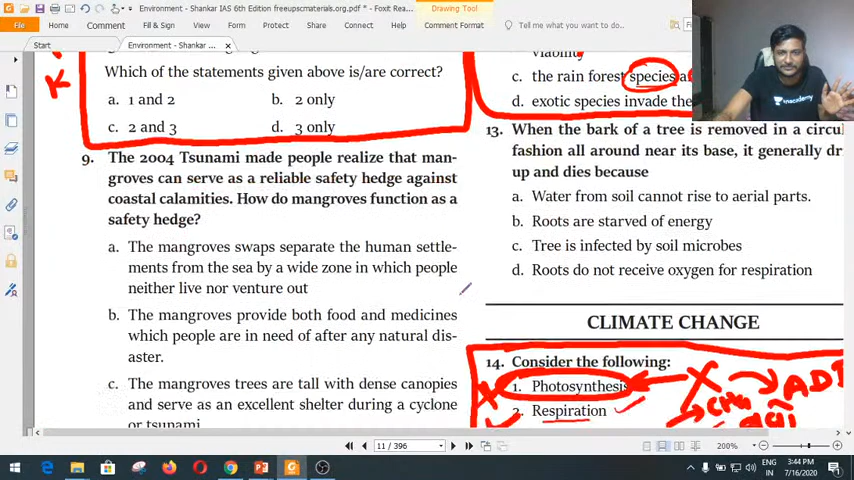 Environment - Shankar IAS 6th Edition freeupscmaterials.org.pdf * - Foxit Rea...
Drawing Tool
File
Home
Comment
Fill & Sign
View
Form
Protect
Share
Connect
Help
Comment Format
Tell me what you want to do...
Start
Environment - Shankar ...
viability
c. the rain forest species
d. exotic species invade the
unacademy
K
Which of the statements given above is/are correct?
a. 1 and 2
b. 2 only
c. 2 and 3
d. 3 only
9. The 2004 Tsunami made people realize that man-
groves can serve as a reliable safety hedge against
coastal calamities. How do mangroves function as a
safety hedge?
a. The mangroves swaps separate the human settle-
ments from the sea by a wide zone in which people
neither live nor venture out
b. The mangroves provide both food and medicines
which people are in need of after any natural dis-
aster.
c. The mangroves trees are tall with dense canopies
and serve as an excellent shelter during a cyclone
or tsunami
13. When the bark of a tree is removed in a circu
fashion all around near its base, it generally dr
up and dies because
a. Water from soil cannot rise to aerial parts.
b. Roots are starved of energy
c. Tree is infected by soil microbes
d. Roots do not receive oxygen for respiration
CLIMATE CHANGE
14. Consider the following:
1. Photosynthesis
2. Respiration
11 / 396
200%
ENG
IN
3:44 PM
7/16/2020